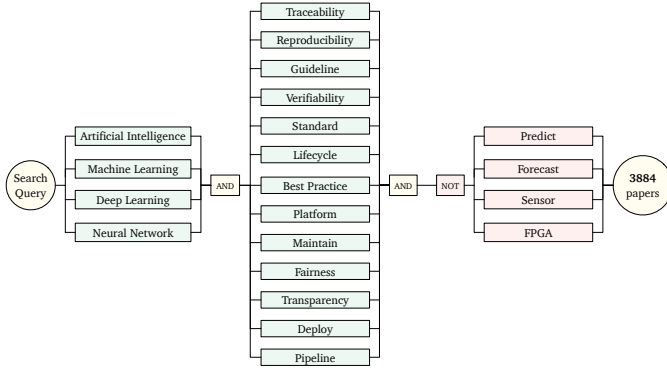 Search
Query
Artificial Intelligence
Machine Learning
Deep Learning
Neural Network
AND
Traceability
Reproducibility
Guideline
Verifiability
Standard
Lifecycle
Best Practice
Platform
Maintain
Fairness
Transparency
Deploy
Pipeline
AND
NOT
Predict
Forecast
Sensor
FPGA
3884
papers